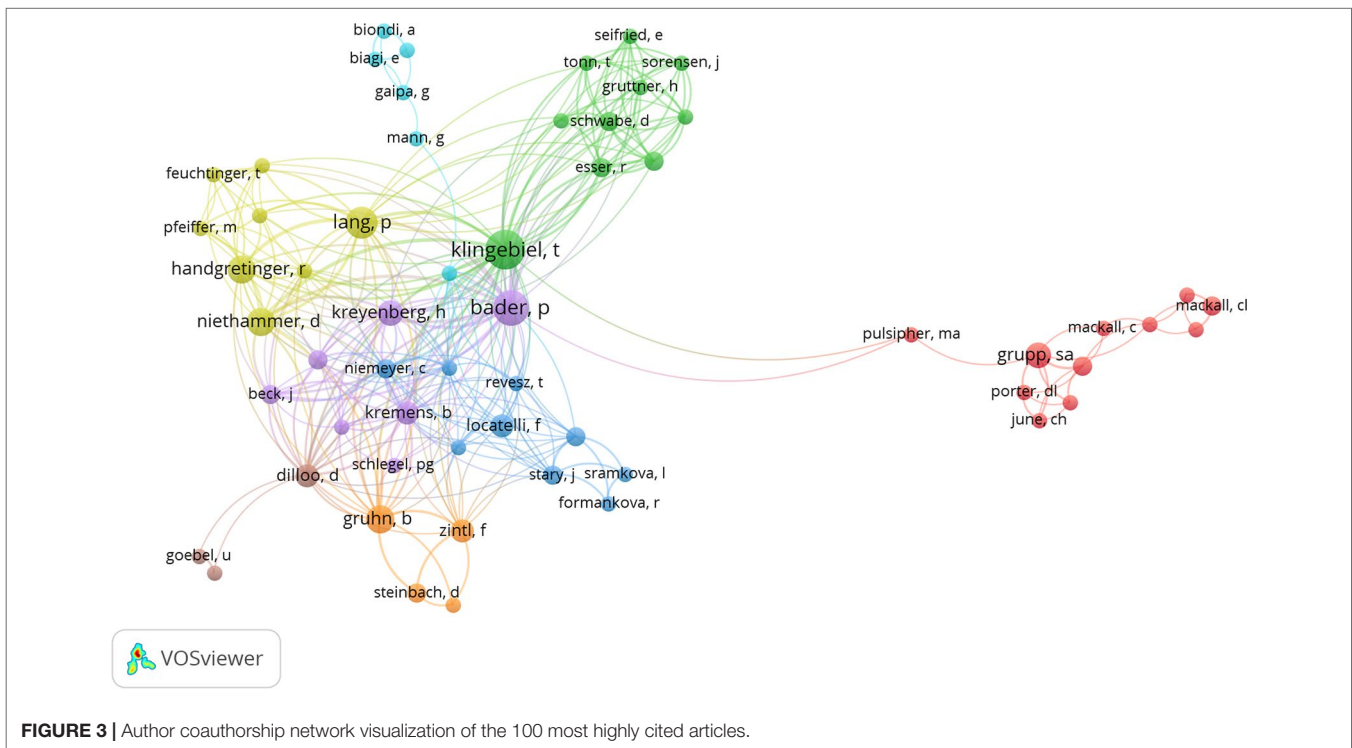 biondi, a
biagi, e
gaipa, g
mann, g
seifried, e
tonn, t
sorensen, j
gruttner, h
schwabe, d
esser, r
feuchtinger, t
pfeiffer, m
lang, p
handgretinger, r
niethammer, d
klingebiel, t
bader, p
kreyenberg, h
niemeyer, c
revesz, t
beck, j
kremens, b
locatelli, f
schlegel, pg
dilloo, d
stary, j
sramkova, l
formankova, r
gruhn, b
zintl, f
goebel, u
steinbach, d
pulsipher, ma
mackall, cl
mackall, c
grupp, sa
porter, dl
june, ch
VOSviewer
FIGURE 3 | Author coauthorship network visualization of the 100 most highly cited articles.